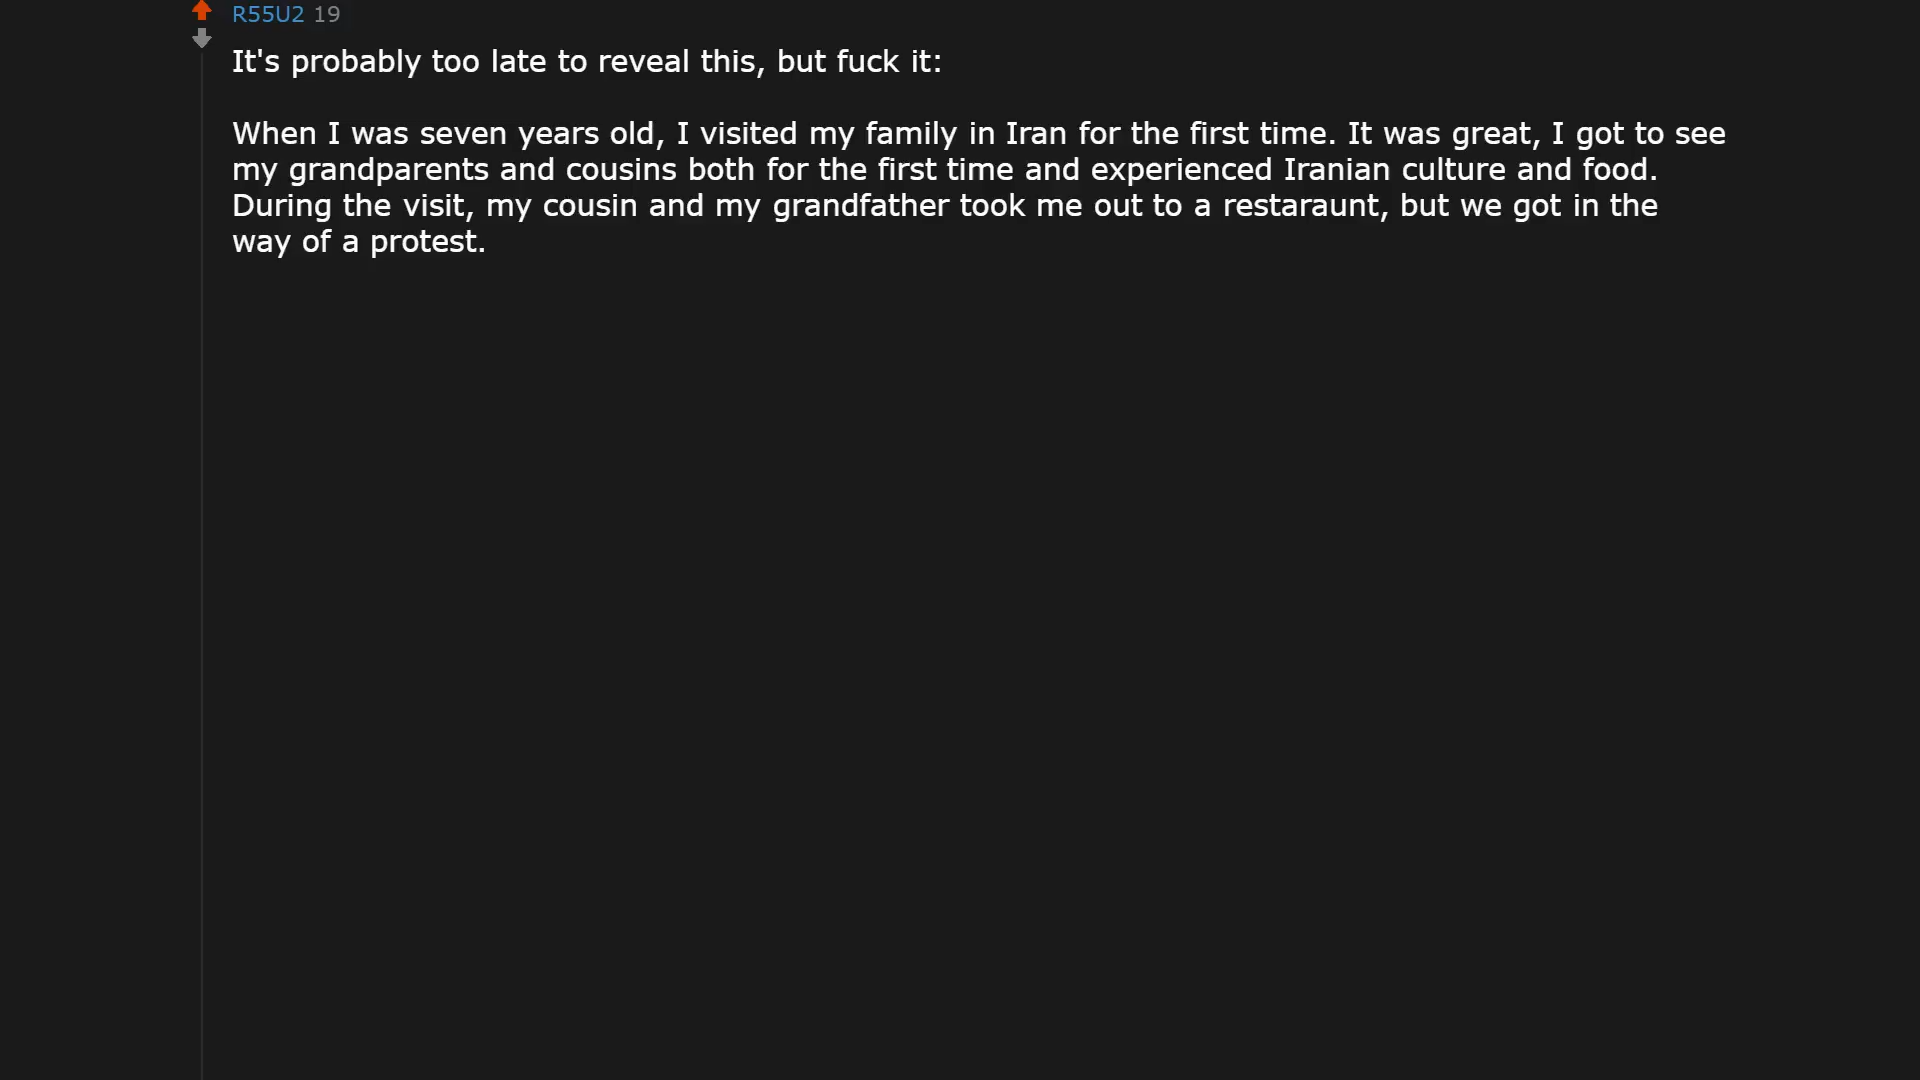 R55U2 19
It's probably too late to reveal this, but fuck it:
When I was seven years old, I visited my family in Iran for the first time. It was great, I got to see
my grandparents and cousins both for the first time and experienced Iranian culture and food.
During the visit, my cousin and my grandfather took me out to a restaraunt, but we got in the
way of a protest.